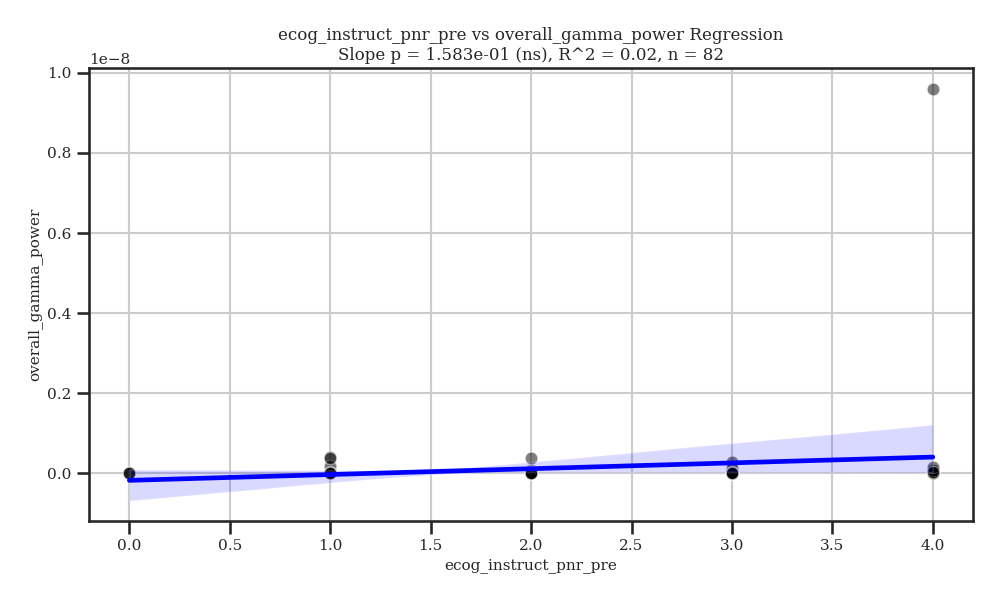 ecog_instruct_pnr_pre vs overall_gamma_power Regression
Slope p = 1.583e-01 (ns), R^2 = 0.02, n = 82
1e−8
1.0
0.8
0.6
0.4
0.2
0.0
overall_gamma_power
0.0 0.5 1.0 1.5 2.0 2.5 3.0 3.5 4.0
ecog_instruct_pnr_pre